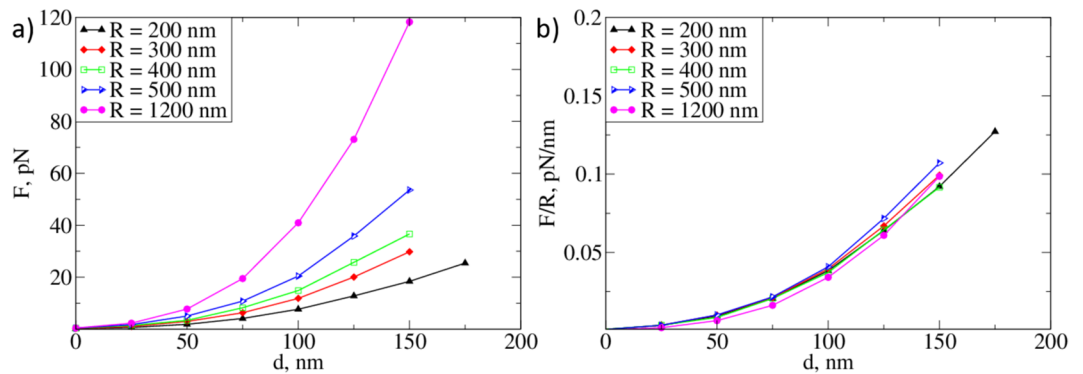 a)
R = 200 nm
R = 300 nm
R = 400 nm
R = 500 nm
R = 1200 nm
F, pN
120
100
80
60
40
20
0
50
100
150
200
d, nm
b)
R = 200 nm
R = 300 nm
R = 400 nm
R = 500 nm
R = 1200 nm
F/R, pN/nm
0.2
0.15
0.1
0.05
0
50
100
150
200
d, nm